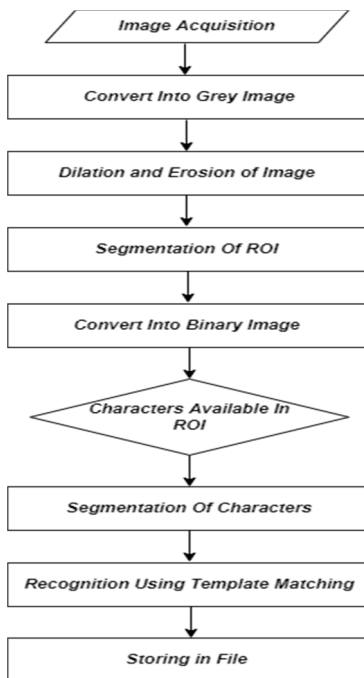 Image Acquisition
Convert Into Grey Image
Dilation and Erosion of Image
Segmentation Of ROI
Convert Into Binary Image
Characters Available In
ROI
Segmentation Of Characters
Recognition Using Template Matching
Storing in File